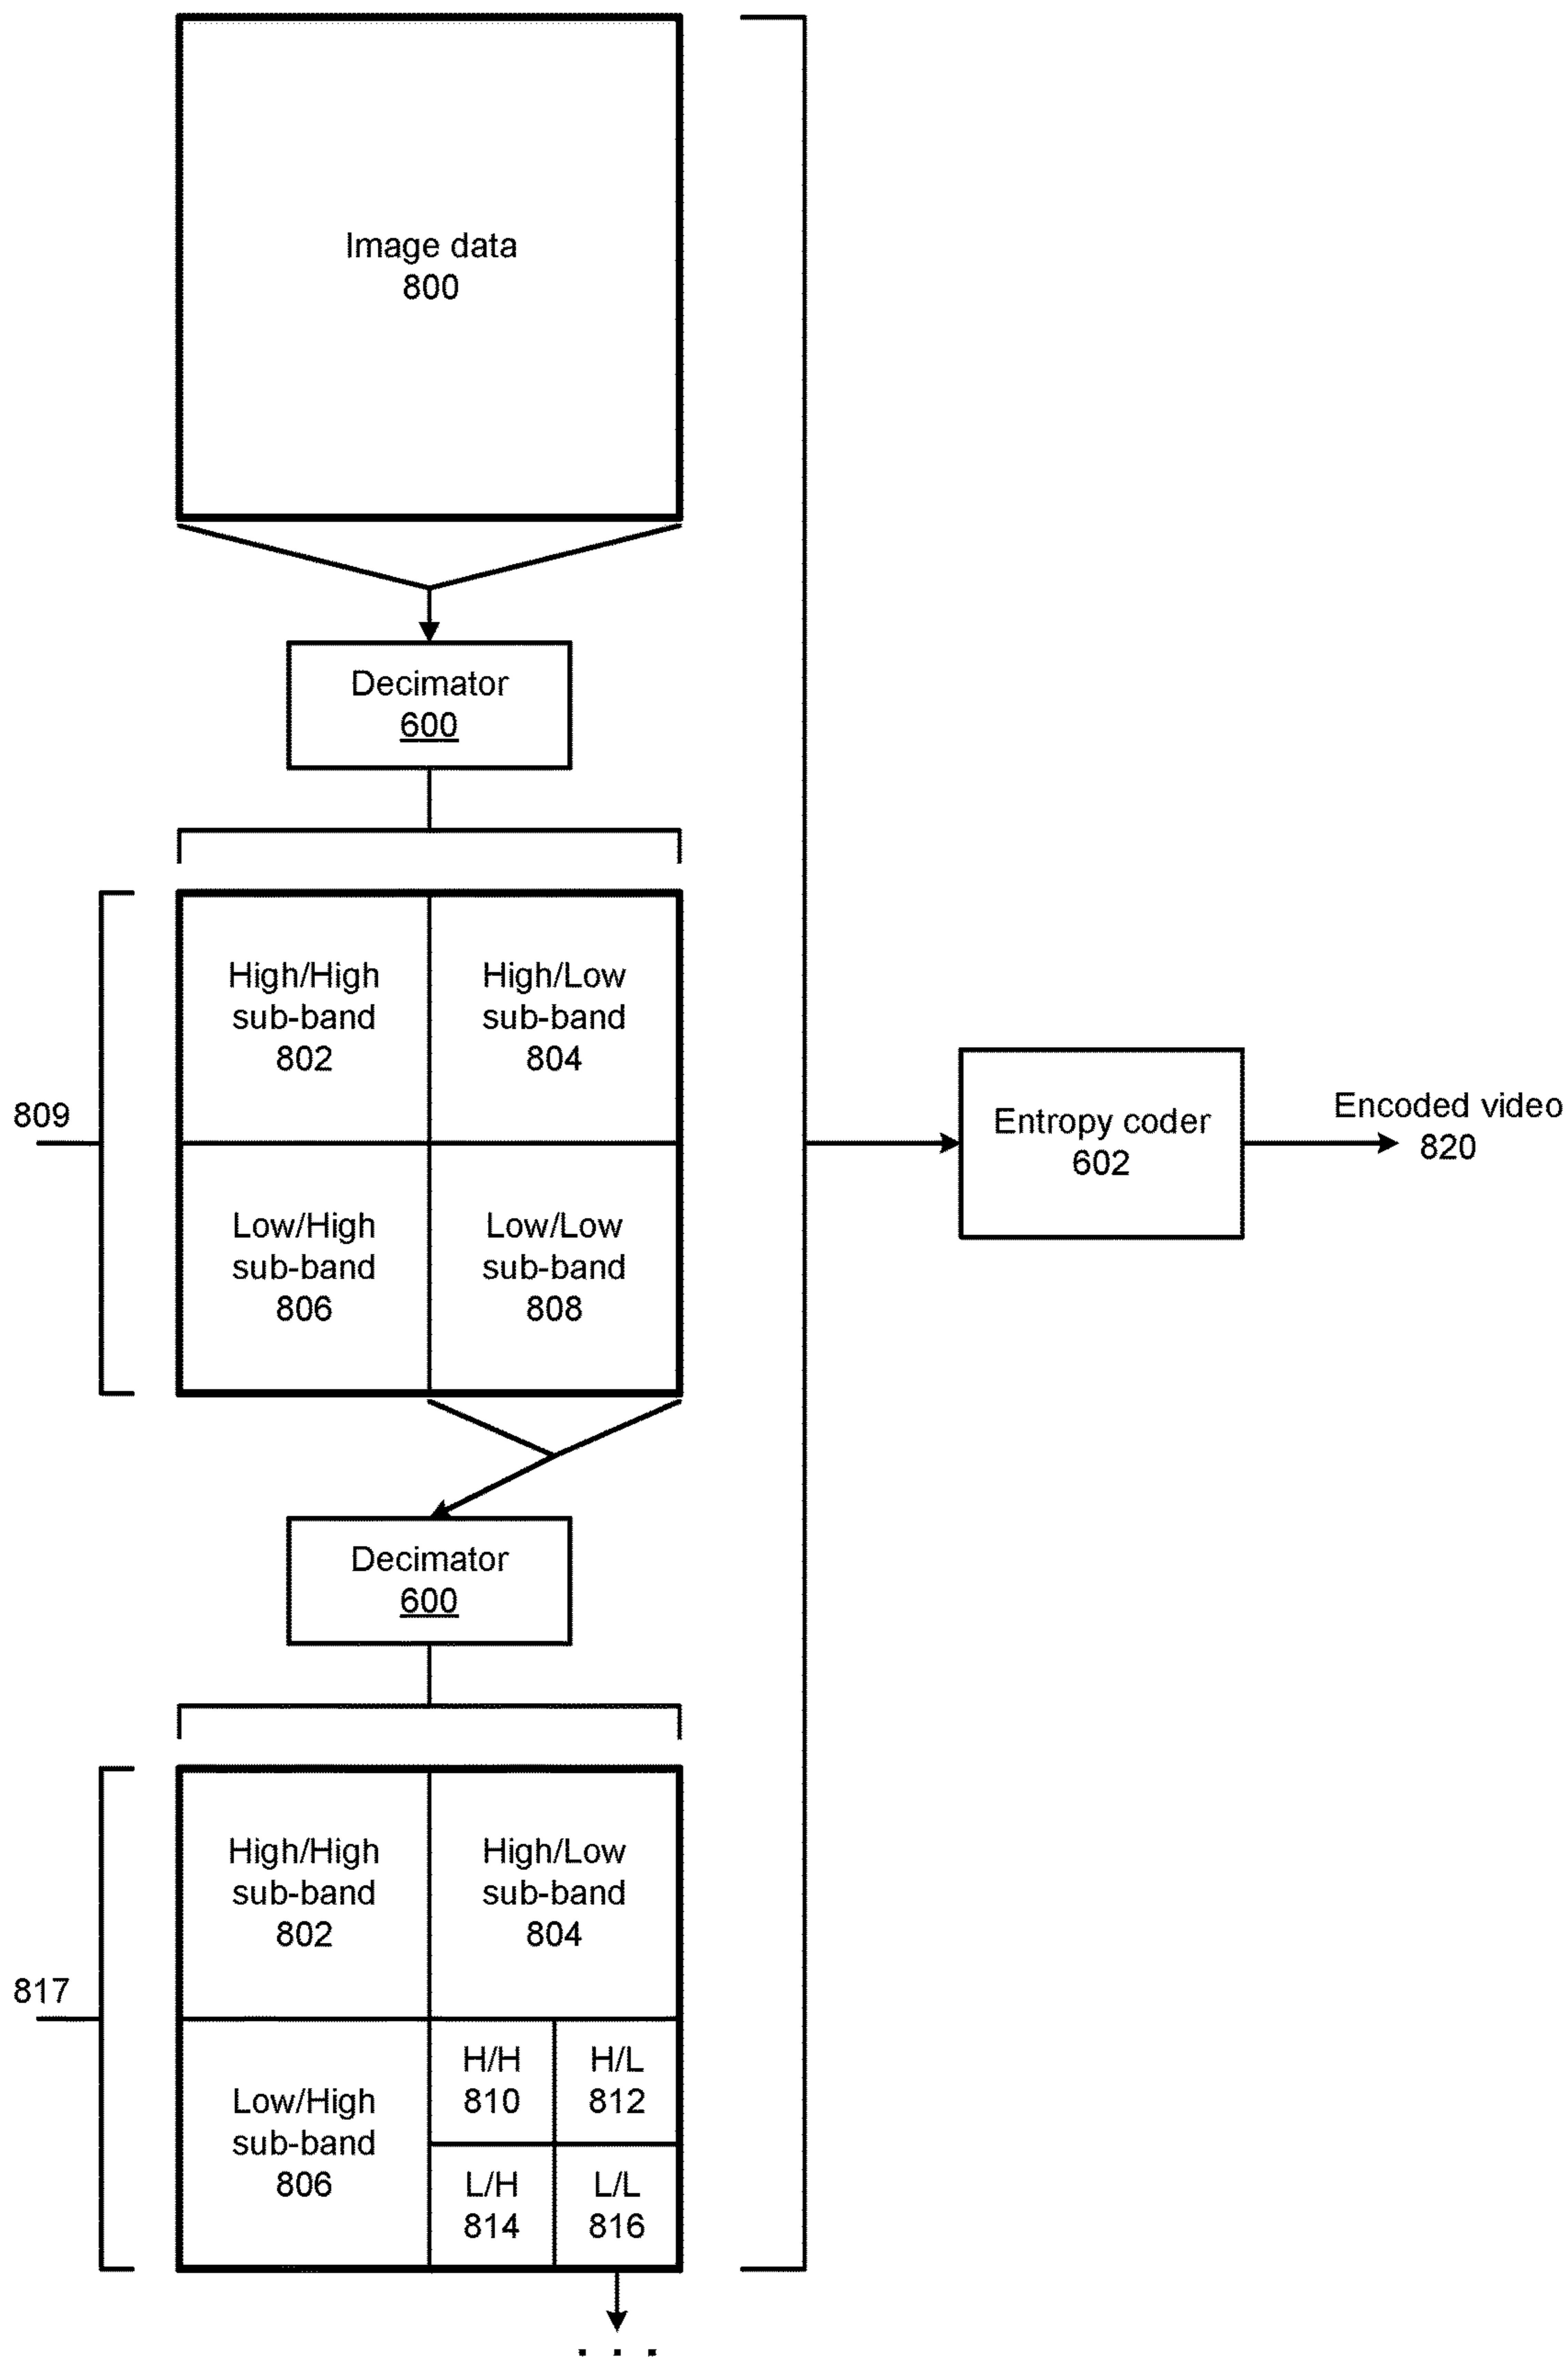 Image data
800
Decimator
600
High/High
sub-band
802
High/Low
sub-band
804
809
Low/High
sub-band
806
Low/Low
sub-band
808
Entropy coder
602
Encoded video
820
Decimator
600
High/High
sub-band
802
High/Low
sub-band
804
817
Low/High
sub-band
806
H/H
810
H/L
812
L/H
814
L/L
816
. . .